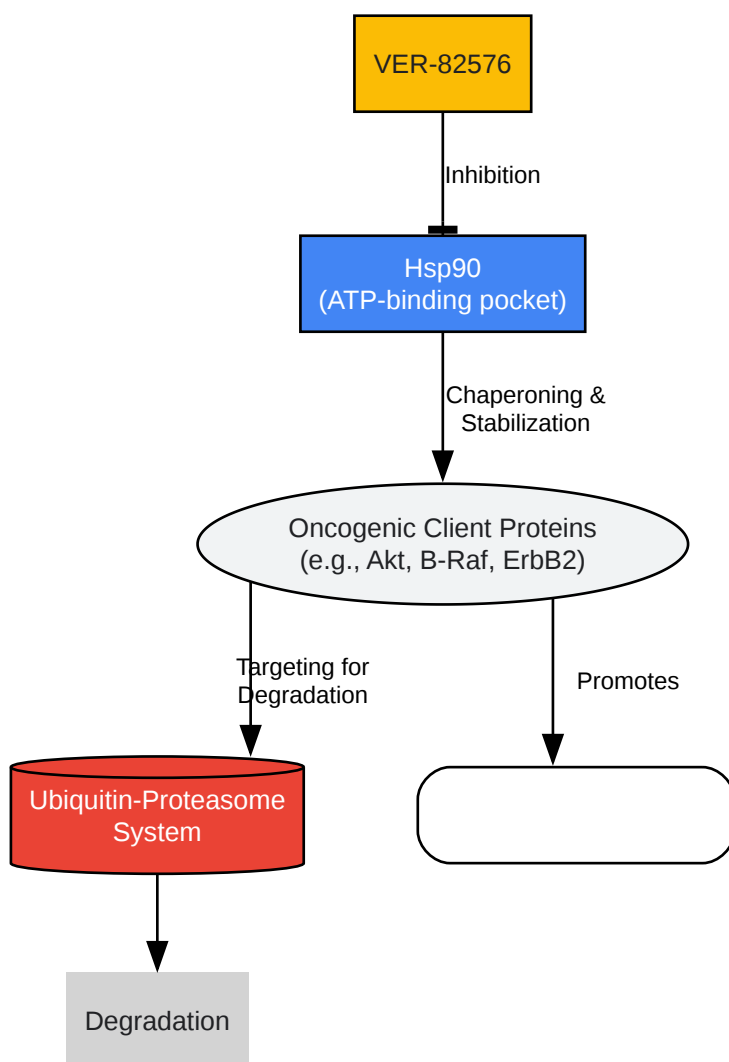 VER-82576
Inhibition
Hsp90
(ATP-binding pocket)
Chaperoning &
Stabilization
Oncogenic Client Proteins
(e.g., Akt, B-Raf, ErbB2)
Targeting for
Degradation
Promotes
Ubiquitin-Proteasome
System
Degradation